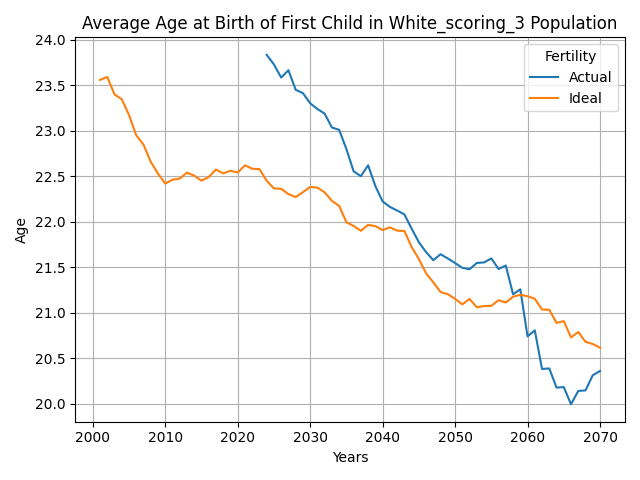 Average Age at Birth of First Child in White_scoring_3 Population
Fertility
Actual
Ideal
24.0
23.5
23.0
22.5
22.0
21.5
21.0
20.5
20.0
Age
2000 2010 2020 2030 2040 2050 2060 2070
Years